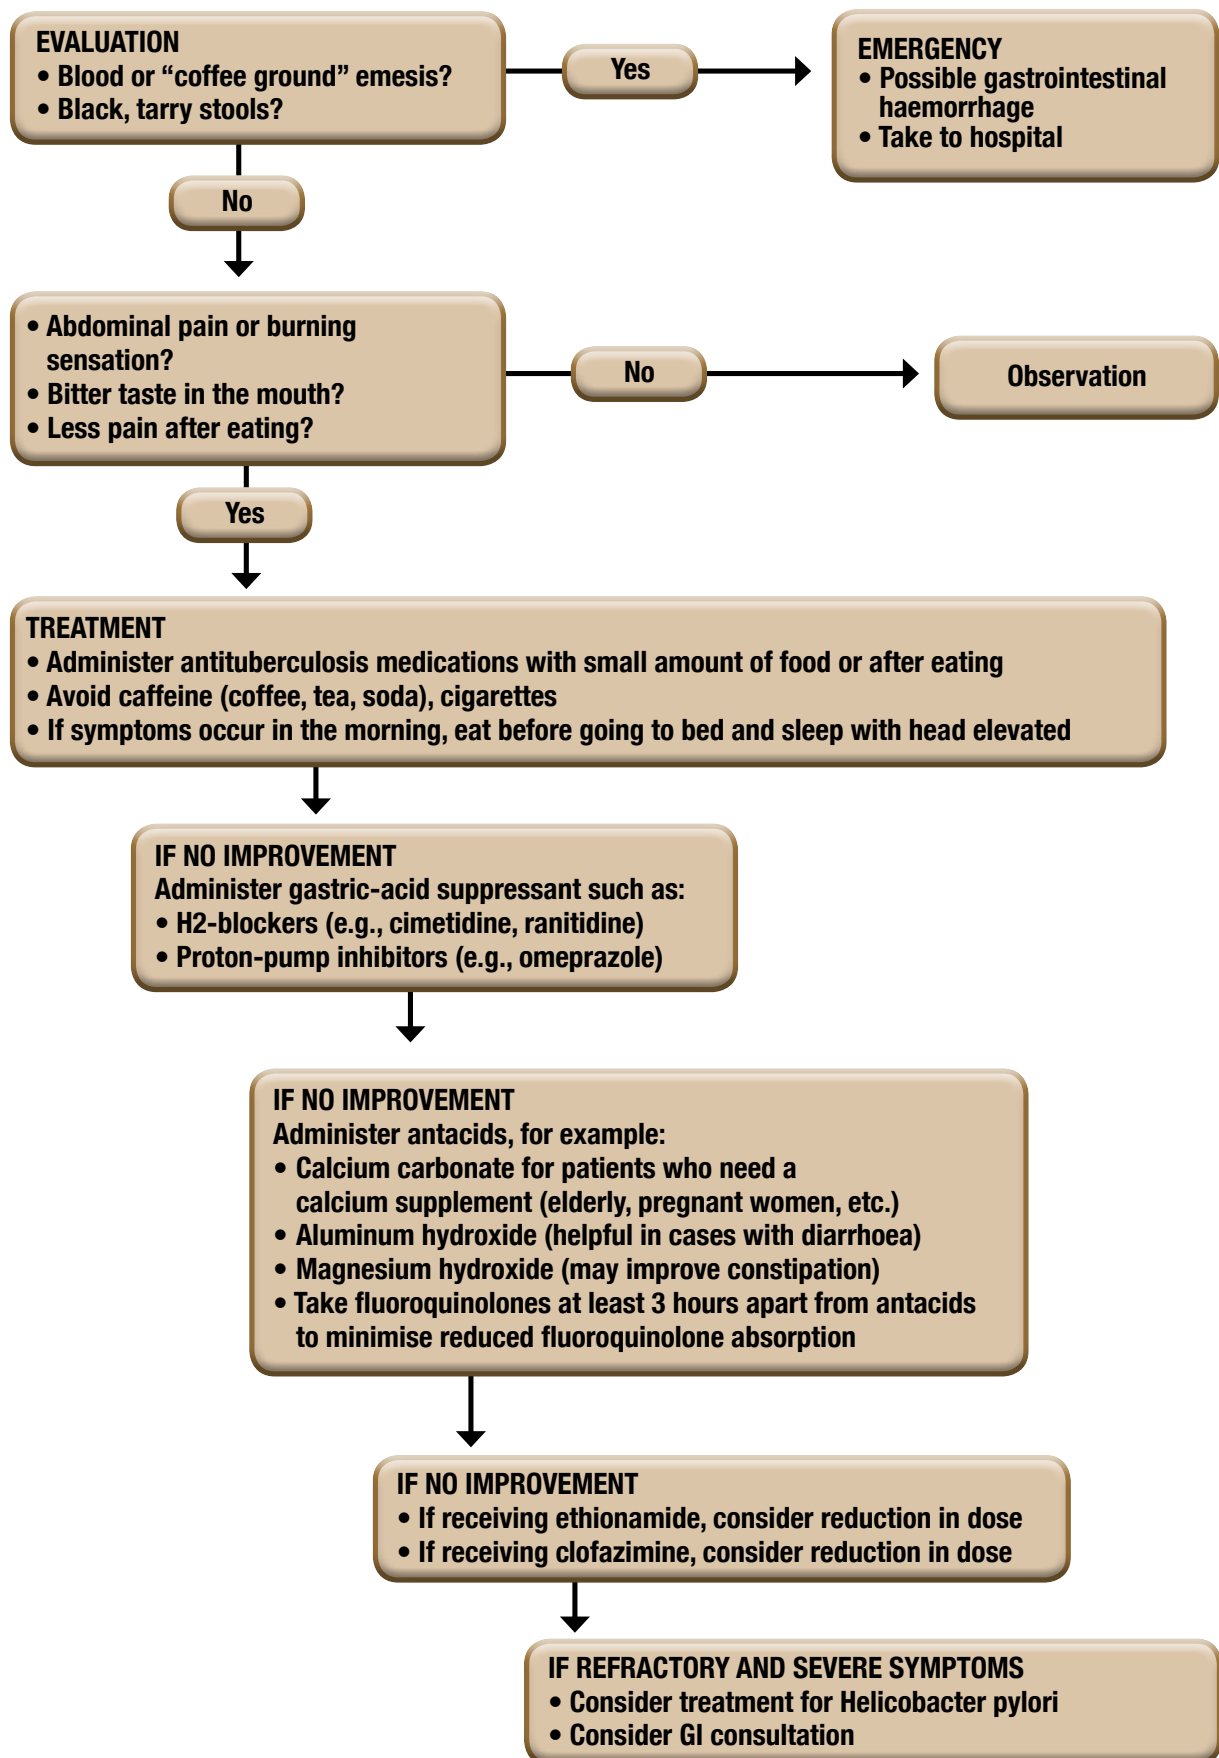 EVALUATION
• Blood or “coffee ground” emesis?
• Black, tarry stools?
Yes
EMERGENCY
• Possible gastrointestinal
haemorrhage
• Take to hospital
No
• Abdominal pain or burning
sensation?
• Bitter taste in the mouth?
• Less pain after eating?
No
Observation
Yes
TREATMENT
• Administer antituberculosis medications with small amount of food or after eating
• Avoid caffeine (coffee, tea, soda), cigarettes
• If symptoms occur in the morning, eat before going to bed and sleep with head elevated
IF NO IMPROVEMENT
Administer gastric-acid suppressant such as:
• H2-blockers (e.g., cimetidine, ranitidine)
• Proton-pump inhibitors (e.g., omeprazole)
IF NO IMPROVEMENT
Administer antacids, for example:
• Calcium carbonate for patients who need a
calcium supplement (elderly, pregnant women, etc.)
• Aluminum hydroxide (helpful in cases with diarrhoea)
• Magnesium hydroxide (may improve constipation)
• Take fluoroquinolones at least 3 hours apart from antacids
to minimise reduced fluoroquinolone absorption
IF NO IMPROVEMENT
• If receiving ethionamide, consider reduction in dose
• If receiving clofazimine, consider reduction in dose
IF REFRACTORY AND SEVERE SYMPTOMS
• Consider treatment for Helicobacter pylori
• Consider GI consultation